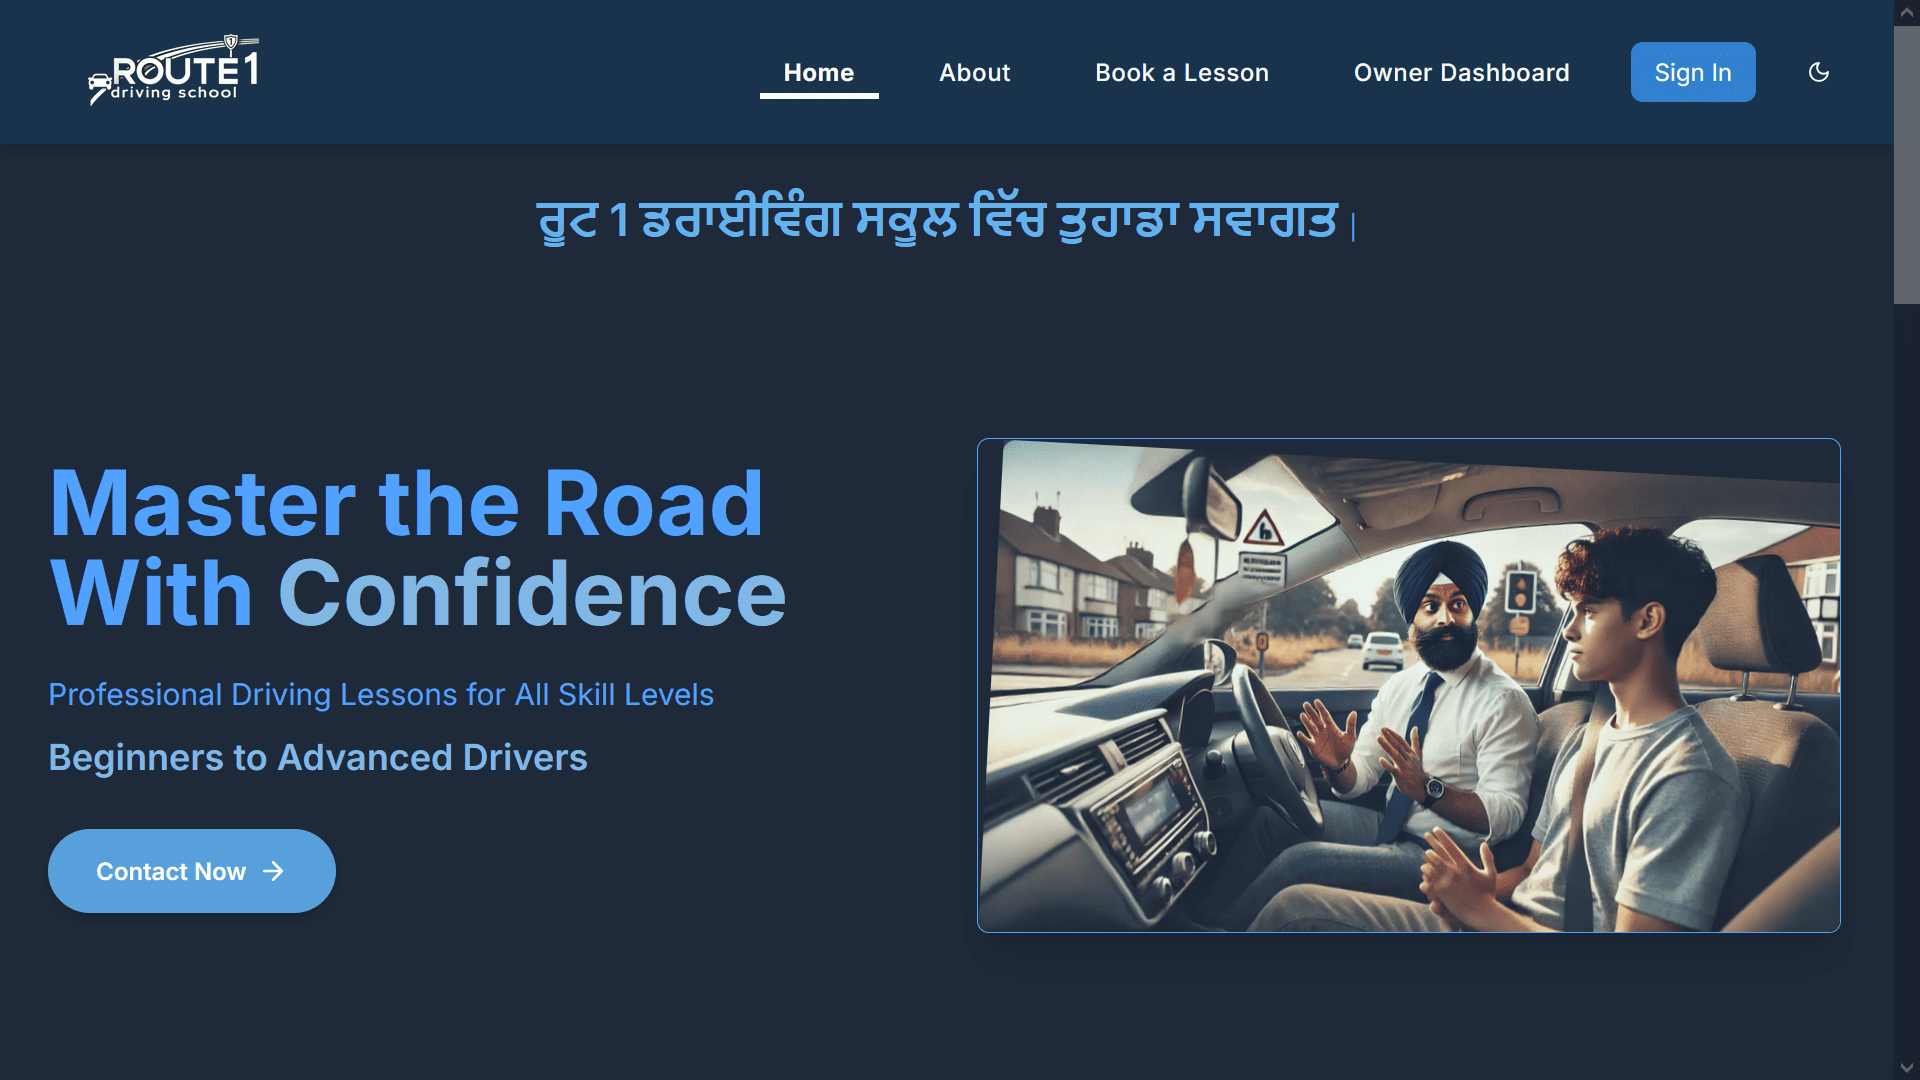 ROUTE 1
driving school
Home
About
Book a Lesson
Owner Dashboard
Sign In
ਰੂਟ 1 ਡਰਾਈਵਿੰਗ ਸਕੂਲ ਵਿੱਚ ਤੁਹਾਡਾ ਸਵਾਗਤ |
Master the Road
With Confidence
Professional Driving Lessons for All Skill Levels
Beginners to Advanced Drivers
Contact Now →